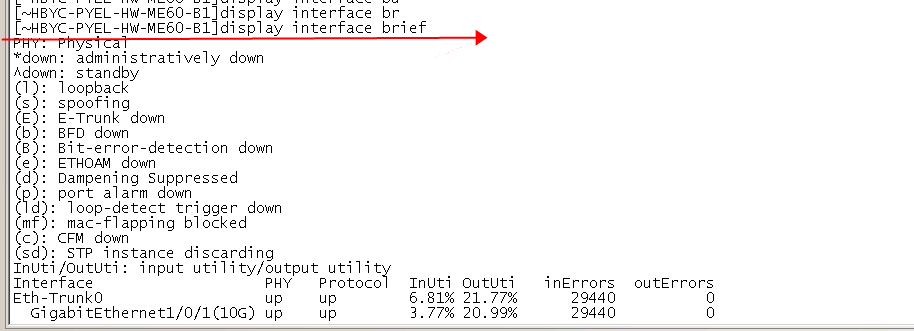 [~HBYC-PYEL-HW-ME60-B1]display interface br
[~HBYC-PYEL-HW-ME60-B1]display interface brief
PHY: Physical
*down: administratively down
^down: standby
(l): loopback
(s): spoofing
(E): E-Trunk down
(b): BFD down
(B): Bit-error-detection down
(e): ETHOAM down
(d): Dampening Suppressed
(p): port alarm down
(ld): loop-detect trigger down
(mf): mac-flapping blocked
(c): CFM down
(sd): STP instance discarding
InUti/OutUti: input utility/output utility
Interface PHY Protocol InUti OutUti inErrors outErrors
Eth-Trunk0 up up 6.81% 21.77% 29440 0
GigabitEthernet1/0/1(10G) up up 3.77% 20.99% 29440 0